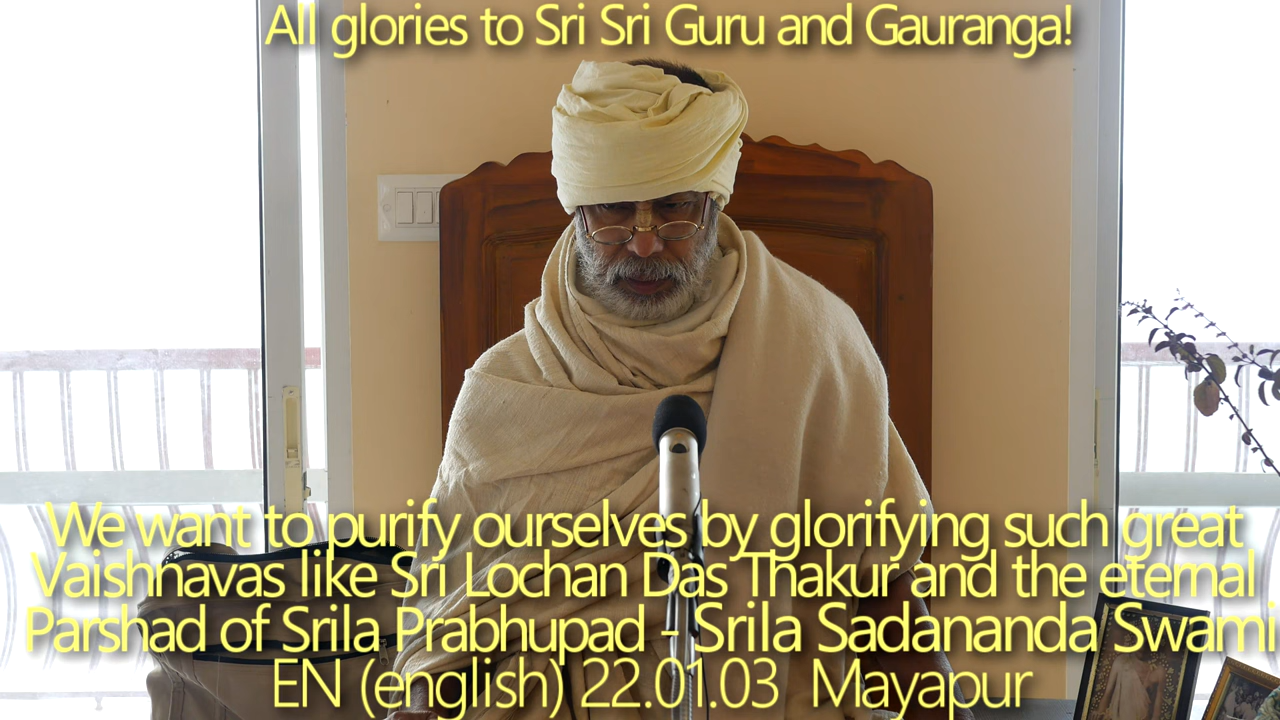 All glories to Sri Sri Guru and Gauranga!
We want to purify ourselves by glorifying such great
Vaishnavas like Sri Lochan Das Thakur and the eternal
Parshad of Srila Prabhupad - Srila Sadananda Swami
EN (english) 22.01.03 Mayapur